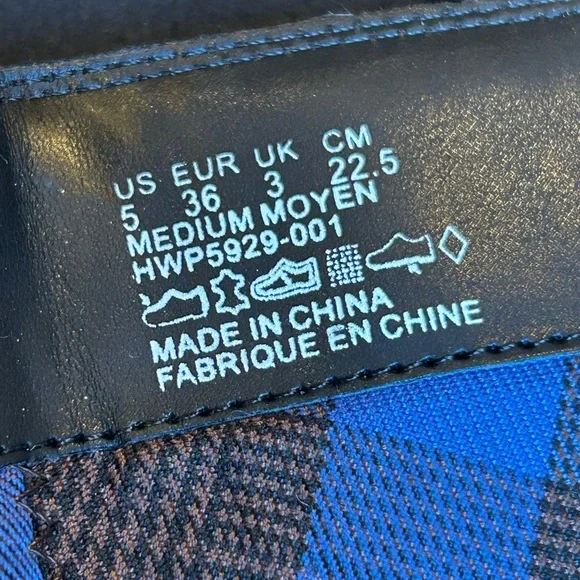 US EUR UK CM
5 36 3 22.5
MEDIUM MOYEN
HWP5929-001
MADE IN CHINA
FABRIQUE EN CHINE